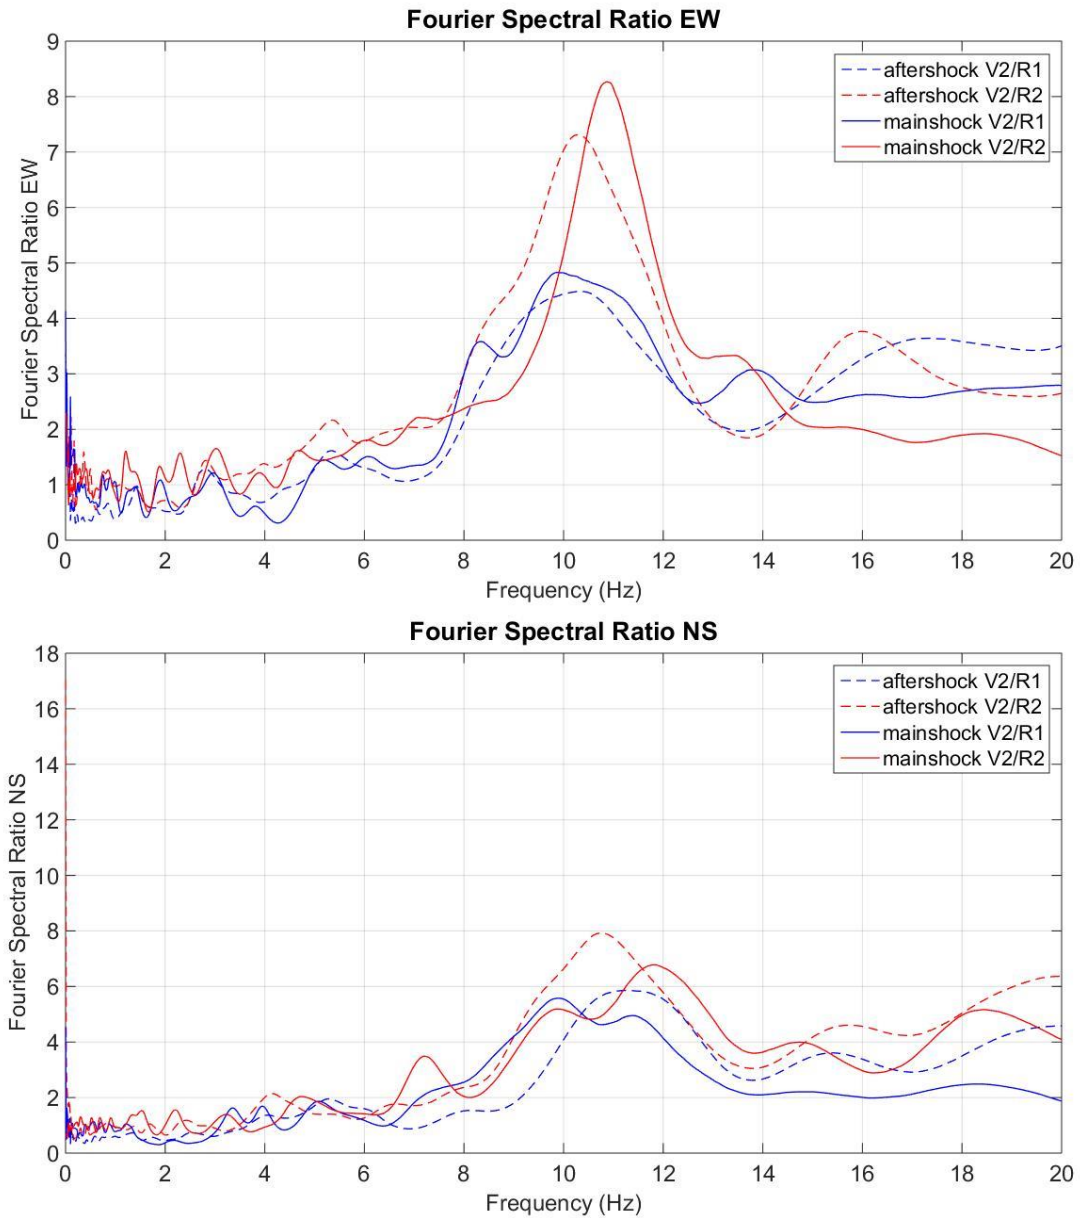 Fourier Spectral Ratio EW
9
8
7
6
5
4
3
2
1
0
Fourier Spectral Ratio EW
aftershock V2/R1
aftershock V2/R2
mainshock V2/R1
mainshock V2/R2
0 2 4 6 8 10 12 14 16 18 20
Frequency (Hz)
Fourier Spectral Ratio NS
18
16
14
12
10
8
6
4
2
0
Fourier Spectral Ratio NS
aftershock V2/R1
aftershock V2/R2
mainshock V2/R1
mainshock V2/R2
0 2 4 6 8 10 12 14 16 18 20
Frequency (Hz)